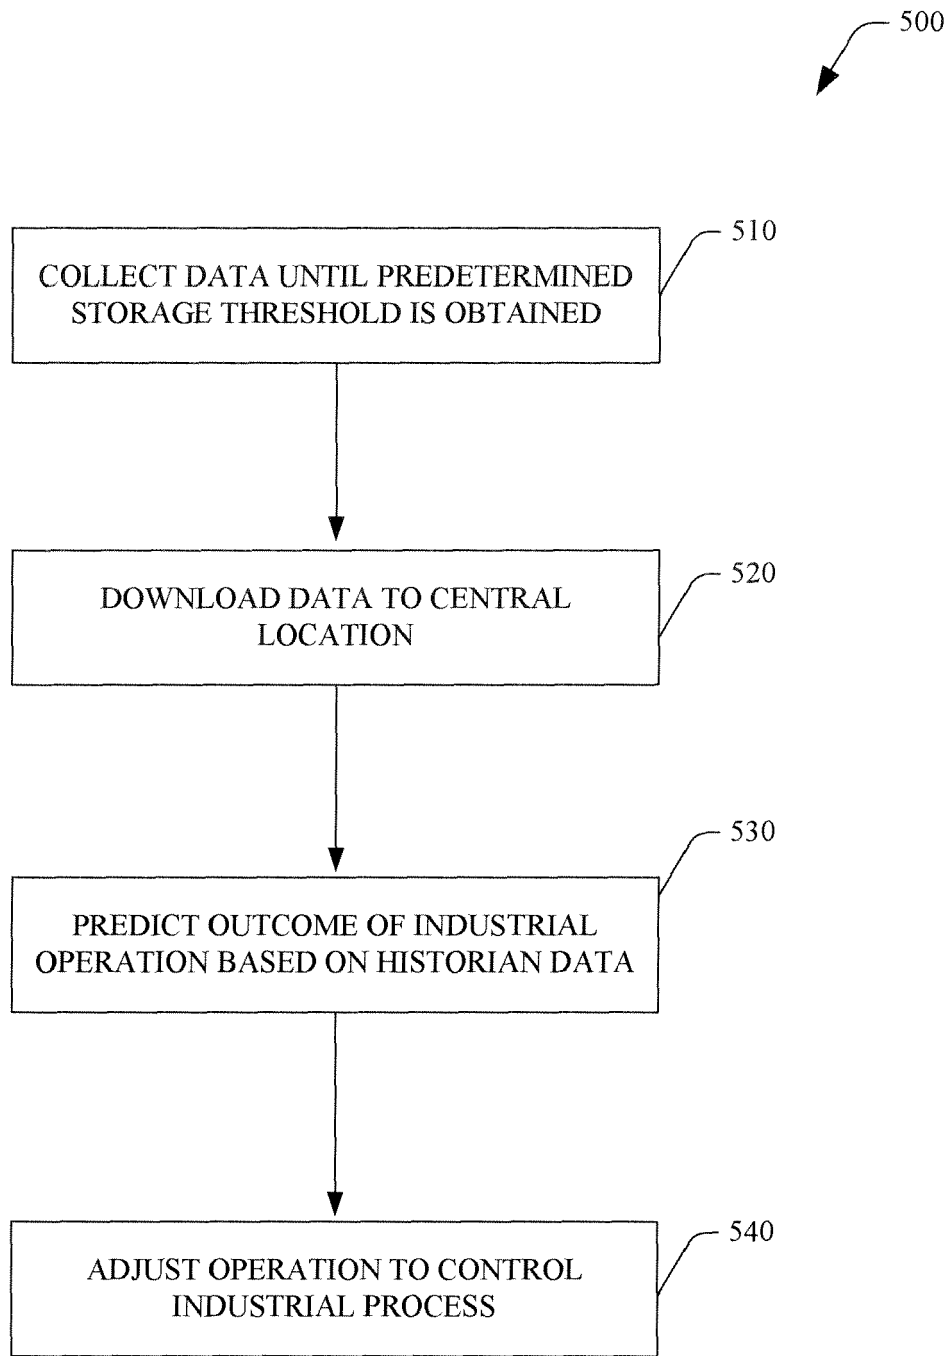 500
510
COLLECT DATA UNTIL PREDETERMINED
STORAGE THRESHOLD IS OBTAINED
520
DOWNLOAD DATA TO CENTRAL
LOCATION
530
PREDICT OUTCOME OF INDUSTRIAL
OPERATION BASED ON HISTORIAN DATA
540
ADJUST OPERATION TO CONTROL
INDUSTRIAL PROCESS